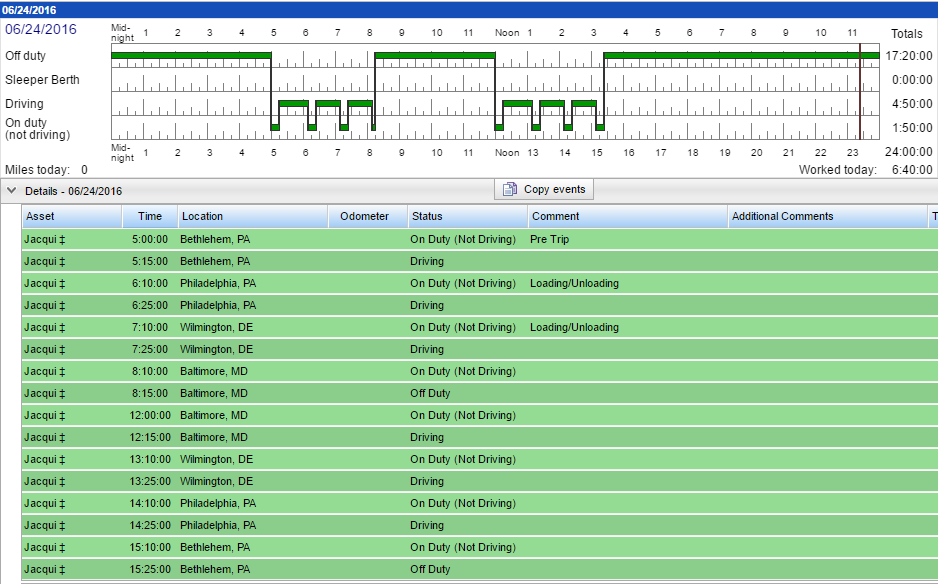 06/24/2016
06/24/2016 Mid-night 1 2 3 4 5 6 7 8 9 10 11 Noon 1 2 3 4 5 6 7 8 9 10 11 Totals
Off duty 17:20:00
Sleeper Berth 0:00:00
Driving 4:50:00
On duty
(not driving) 1:50:00
Mid-night 1 2 3 4 5 6 7 8 9 10 11 Noon 13 14 15 16 17 18 19 20 21 22 23 24:00:00
Miles today: 0 Worked today: 6:40:00
Details - 06/24/2016 Copy events
Asset Time Location Odometer Status Comment Additional Comments T
Jacqui ‡ 5:00:00 Bethlehem, PA On Duty (Not Driving) Pre Trip
Jacqui ‡ 5:15:00 Bethlehem, PA Driving
Jacqui ‡ 6:10:00 Philadelphia, PA On Duty (Not Driving) Loading/Unloading
Jacqui ‡ 6:25:00 Philadelphia, PA Driving
Jacqui ‡ 7:10:00 Wilmington, DE On Duty (Not Driving) Loading/Unloading
Jacqui ‡ 7:25:00 Wilmington, DE Driving
Jacqui ‡ 8:10:00 Baltimore, MD On Duty (Not Driving)
Jacqui ‡ 8:15:00 Baltimore, MD Off Duty
Jacqui ‡ 12:00:00 Baltimore, MD On Duty (Not Driving)
Jacqui ‡ 12:15:00 Baltimore, MD Driving
Jacqui ‡ 13:10:00 Wilmington, DE On Duty (Not Driving)
Jacqui ‡ 13:25:00 Wilmington, DE Driving
Jacqui ‡ 14:10:00 Philadelphia, PA On Duty (Not Driving)
Jacqui ‡ 14:25:00 Philadelphia, PA Driving
Jacqui ‡ 15:10:00 Bethlehem, PA On Duty (Not Driving)
Jacqui ‡ 15:25:00 Bethlehem, PA Off Duty